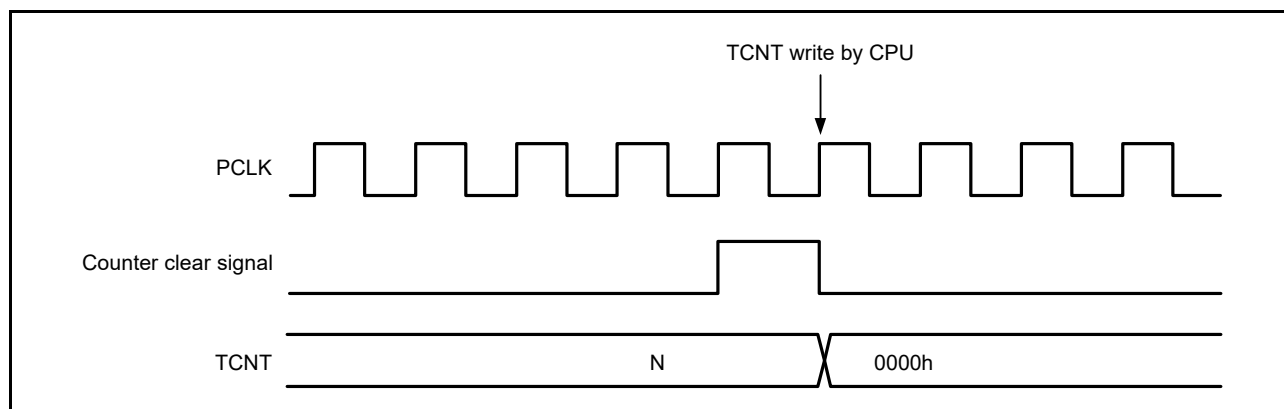 TCNT write by CPU
PCLK
Counter clear signal
TCNT
N
0000h